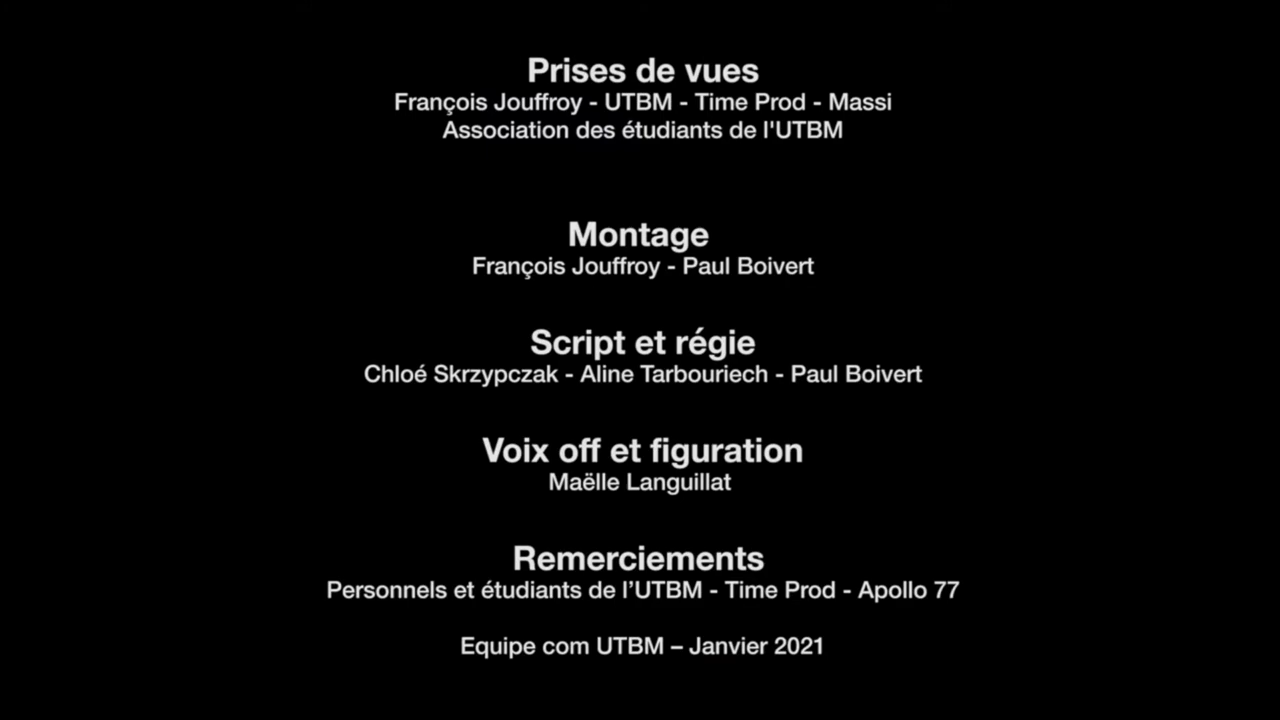 Prises de vues
François Jouffroy - UTBM - Time Prod - Massi
Association des étudiants de l'UTBM
Montage
François Jouffroy - Paul Boivert
Script et régie
Chloé Skrzypczak - Aline Tarbouriech - Paul Boivert
Voix off et figuration
Maëlle Languillat
Remerciements
Personnels et étudiants de l’UTBM - Time Prod - Apollo 77
Equipe com UTBM – Janvier 2021